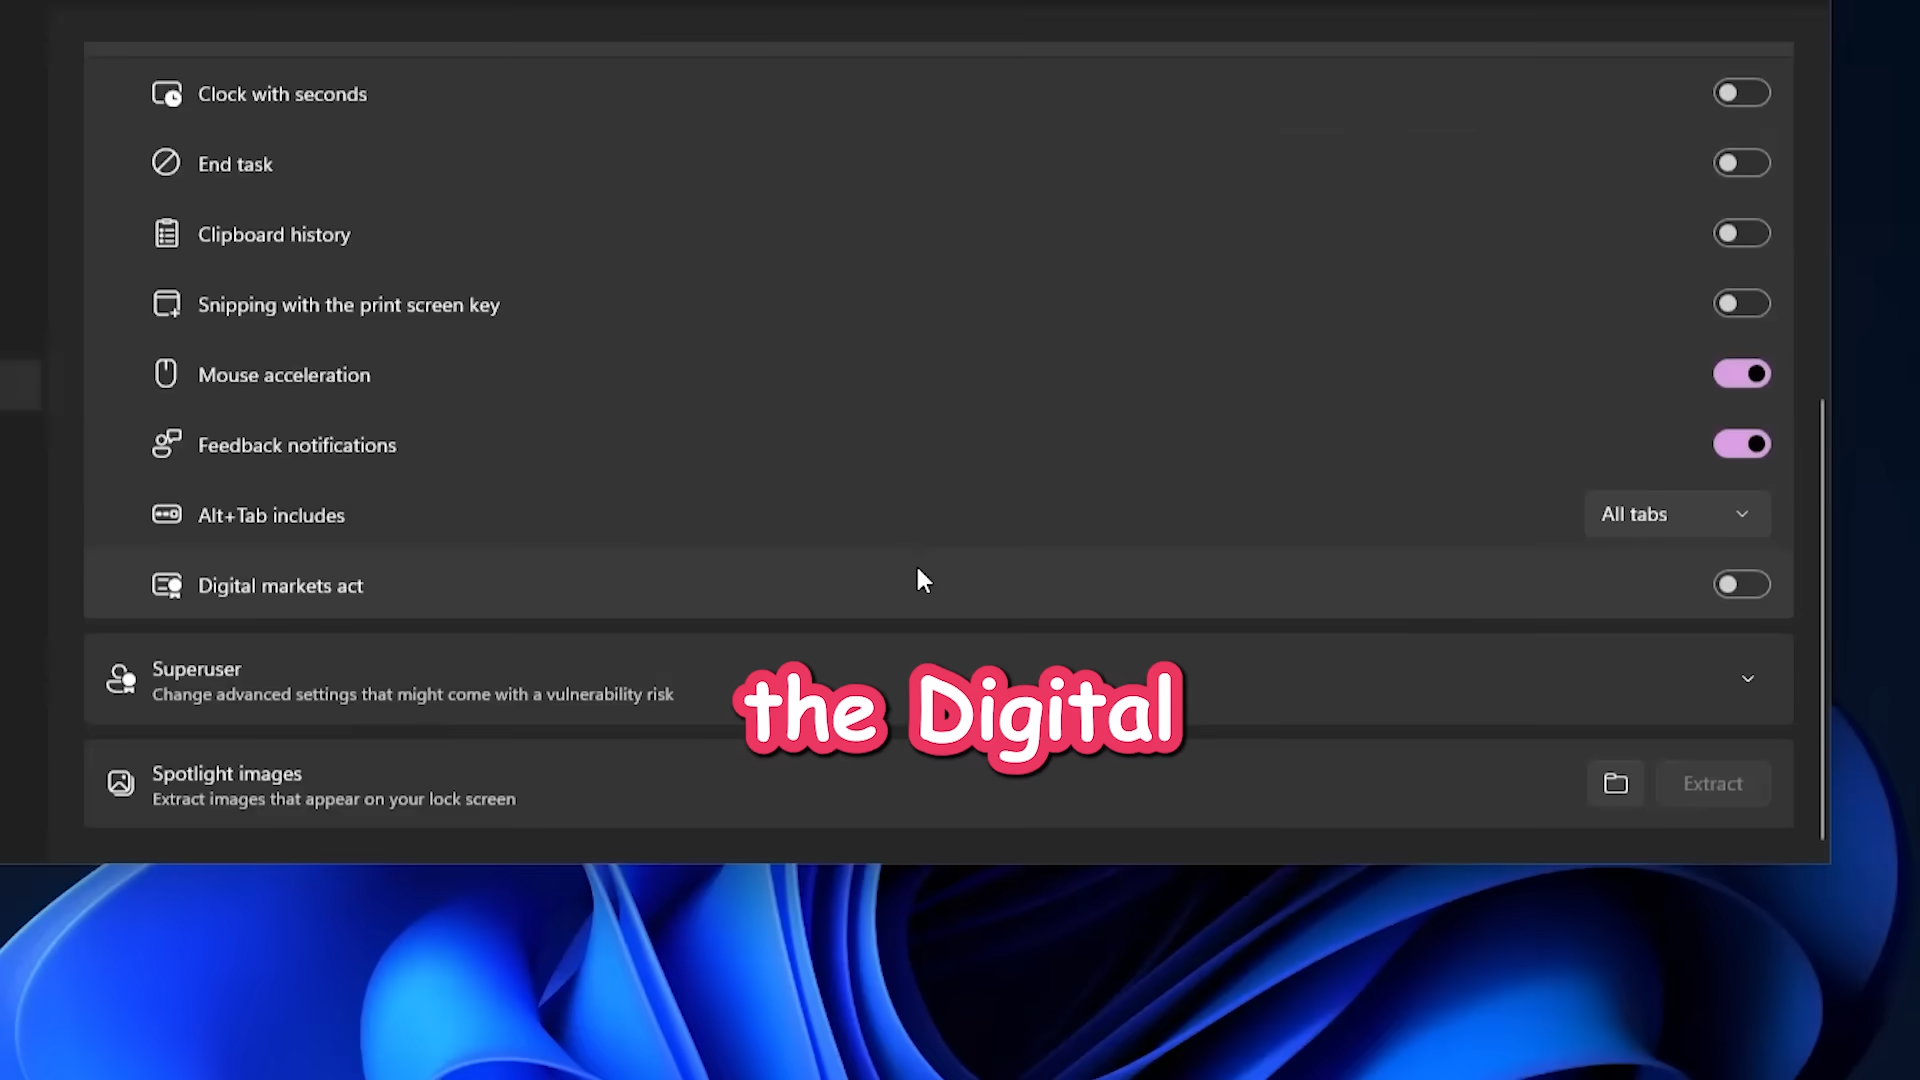 Clock with seconds
End task
Clipboard history
Snipping with the print screen key
Mouse acceleration
Feedback notifications
Alt+Tab includes
All tabs
Digital markets act
Superuser
Change advanced settings that might come with a vulnerability risk
the Digital
Spotlight images
Extract images that appear on your lock screen
Extract